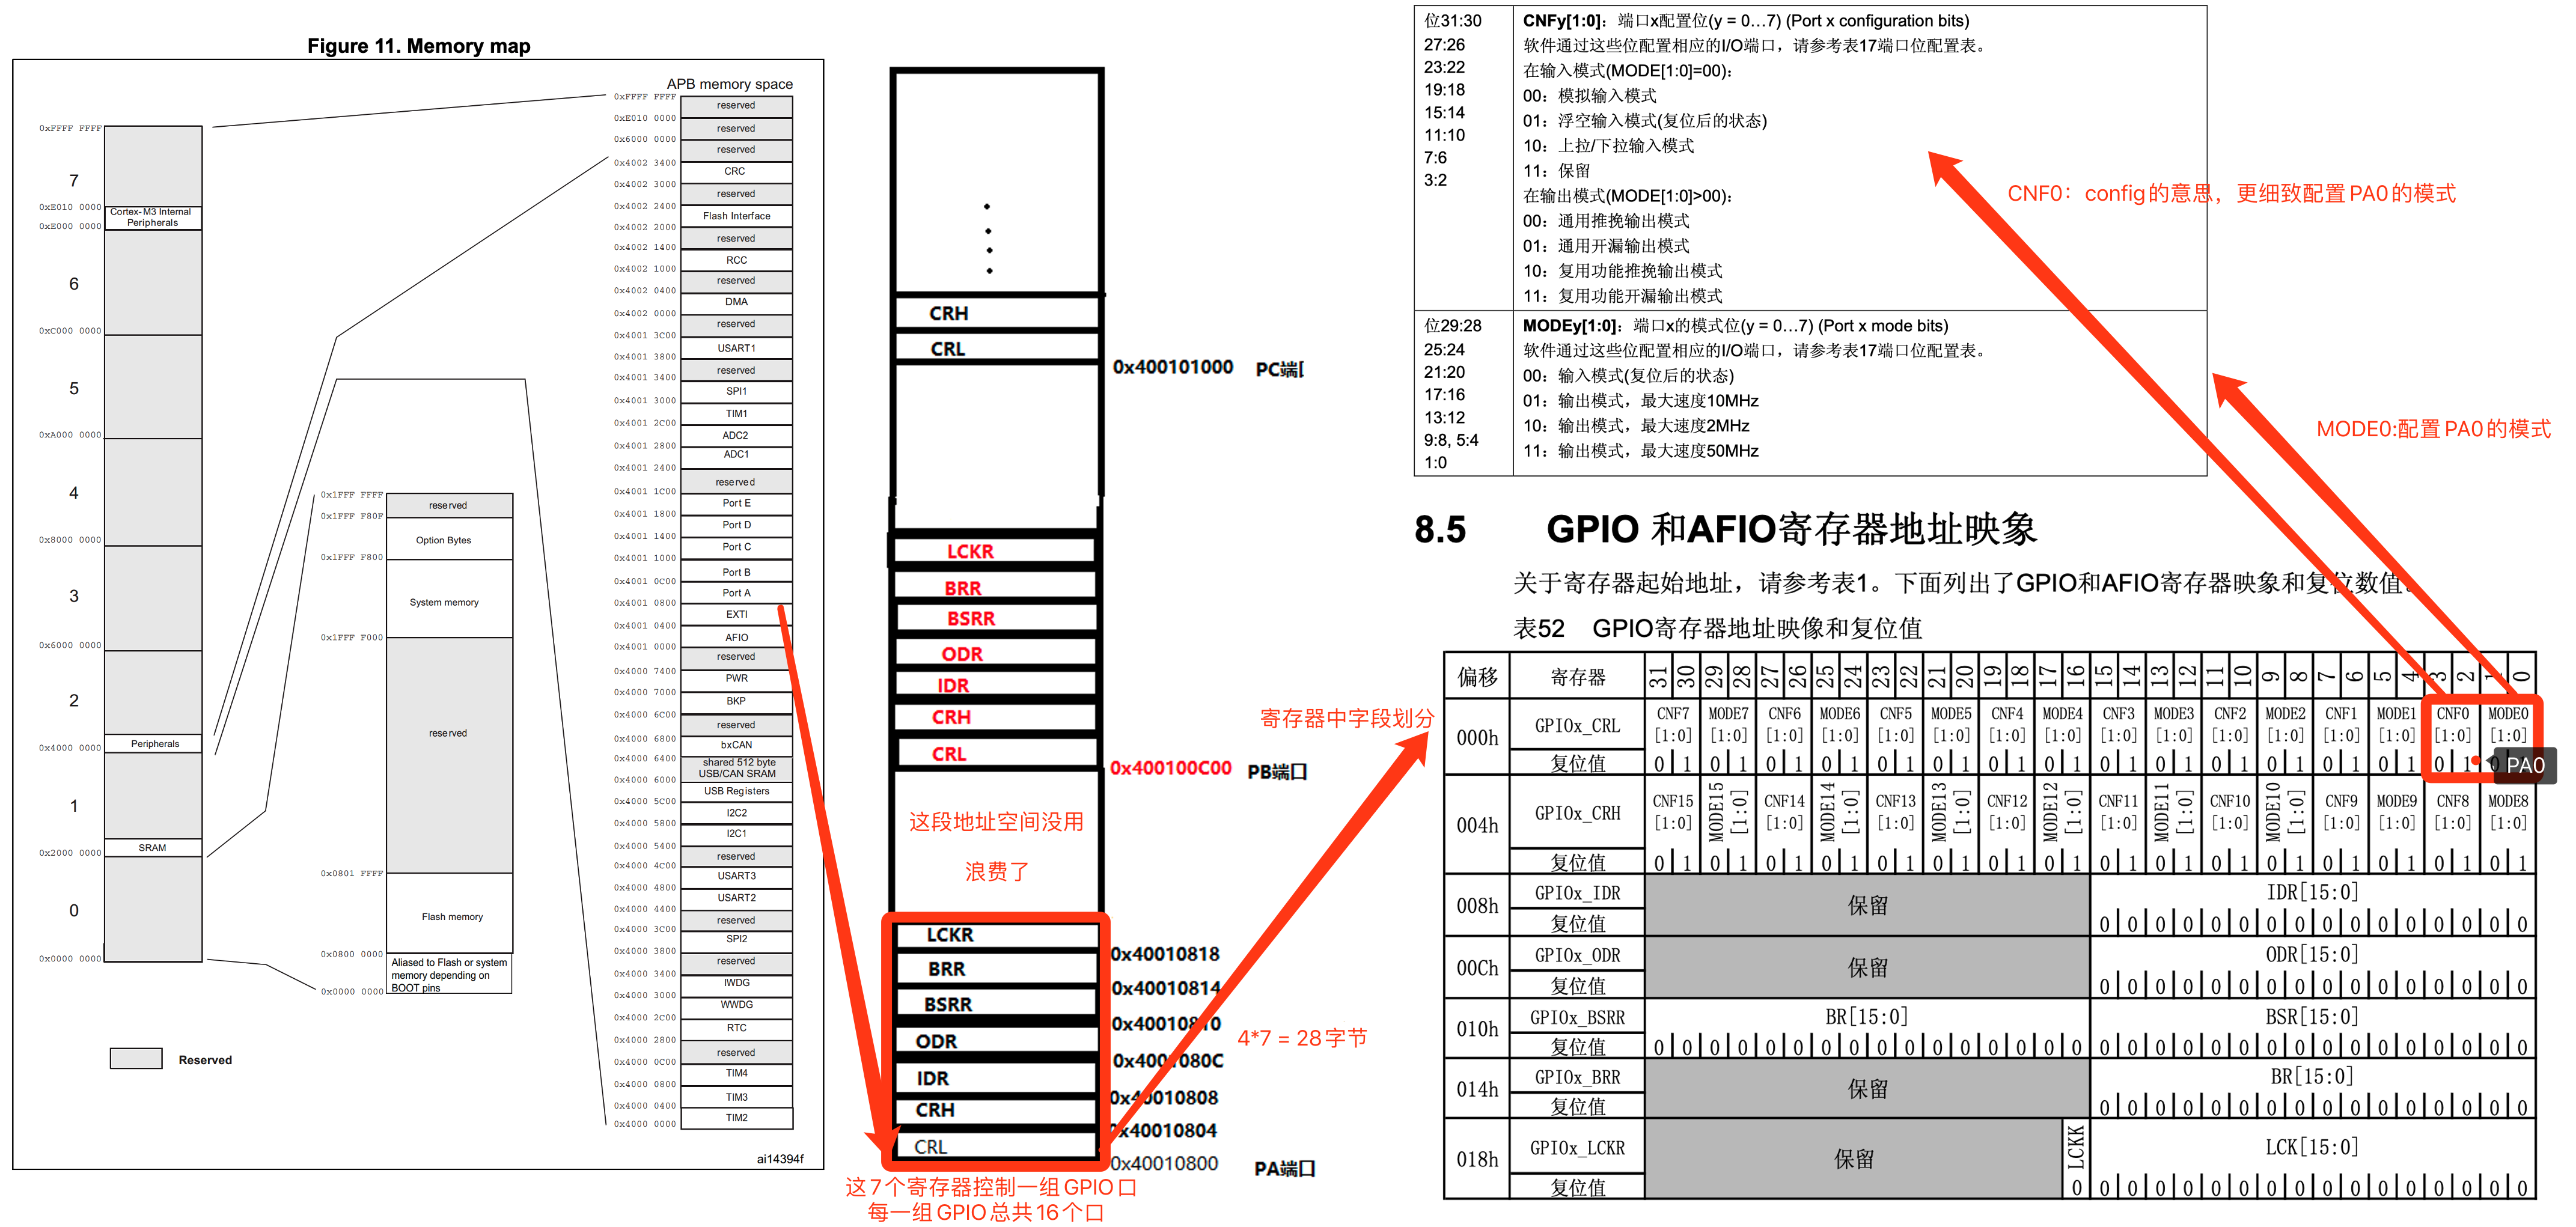 Figure 11. Memory map
APB memory space
0xFFFF FFFF
7
0xE010 0000
Cortex-M3 Internal
Peripherals
0xE000 0000
6
0xC000 0000
5
0xA000 0000
4
0x8000 0000
3
0x6000 0000
2
0x4000 0000
Peripherals
1
0x2000 0000
SRAM
0
0x0000 0000
Reserved
0x1FFF FFFF
reserved
0x1FFF F80F
Option Bytes
0x1FFF F800
System memory
0x1FFF F000
reserved
0x0801 FFFF
Flash memory
0x0800 0000
Aliased to Flash or system
memory depending on
BOOT pins
0x0000 0000
0xFFFF FFFF
reserved
0xE010 0000
reserved
0x6000 0000
reserved
0x4002 3400
CRC
0x4002 3000
reserved
0x4002 2400
Flash Interface
0x4002 2000
reserved
0x4002 1400
RCC
0x4002 1000
reserved
0x4002 0400
DMA
0x4002 0000
reserved
0x4001 3C00
USART1
0x4001 3800
reserved
0x4001 3400
SPI1
0x4001 3000
TIM1
0x4001 2C00
ADC2
0x4001 2800
ADC1
0x4001 2400
reserved
0x4001 1C00
Port E
0x4001 1800
Port D
0x4001 1400
Port C
0x4001 1000
Port B
0x4001 0C00
Port A
0x4001 0800
EXTI
0x4001 0400
AFIO
0x4001 0000
reserved
0x4000 7400
PWR
0x4000 7000
BKP
0x4000 6C00
reserved
0x4000 6800
bxCAN
0x4000 6400
shared 512 byte
USB/CAN SRAM
0x4000 6000
USB Registers
0x4000 5C00
I2C2
0x4000 5800
I2C1
0x4000 5400
reserved
0x4000 4C00
USART3
0x4000 4800
USART2
0x4000 4400
reserved
0x4000 3C00
SPI2
0x4000 3800
reserved
0x4000 3400
IWDG
0x4000 3000
WWDG
0x4000 2C00
RTC
0x4000 2800
reserved
0x4000 0C00
TIM4
0x4000 0800
TIM3
0x4000 0400
TIM2
0x4000 0000
ai14394f
CRH
CRL
0x400101000 PC端
LCKR
BRR
BSRR
ODR
IDR
CRH
CRL
0x400100C00 PB端口
这段地址空间没用
浪费了
LCKR
0x40010818
BRR
0x40010814
BSRR
0x40010810
ODR
0x4001080C
IDR
0x40010808
CRH
0x40010804
CRL
0x40010800 PA端口
这7个寄存器控制一组GPIO口
每一组GPIO总共16个口
寄存器中字段划分
4*7 = 28字节
位31:30
27:26
23:22
19:18
15:14
11:10
7:6
3:2
CNFy[1:0]：端口x配置位(y = 0…7) (Port x configuration bits)
软件通过这些位配置相应的I/O端口，请参考表17端口位配置表。
在输入模式(MODE[1:0]=00)：
00：模拟输入模式
01：浮空输入模式(复位后的状态)
10：上拉/下拉输入模式
11：保留
在输出模式(MODE[1:0]>00)：
00：通用推挽输出模式
01：通用开漏输出模式
10：复用功能推挽输出模式
11：复用功能开漏输出模式
位29:28
25:24
21:20
17:16
13:12
9:8, 5:4
1:0
MODEy[1:0]：端口x的模式位(y = 0…7) (Port x mode bits)
软件通过这些位配置相应的I/O端口，请参考表17端口位配置表。
00：输入模式(复位后的状态)
01：输出模式，最大速度10MHz
10：输出模式，最大速度2MHz
11：输出模式，最大速度50MHz
CNF0：config的意思，更细致配置PA0的模式
MODE0:配置PA0的模式
8.5 GPIO 和AFIO寄存器地址映象
关于寄存器起始地址，请参考表1。下面列出了GPIO和AFIO寄存器映象和复位数值。
表52 GPIO寄存器地址映像和复位值
偏移 寄存器 31 30 29 28 27 26 25 24 23 22 21 20 19 18 17 16 15 14 13 12 11 10 9 8 7 6 5 4 3 2 1 0
000h GPIOx_CRL CNF7 [1:0] MODE7 [1:0] CNF6 [1:0] MODE6 [1:0] CNF5 [1:0] MODE5 [1:0] CNF4 [1:0] MODE4 [1:0] CNF3 [1:0] MODE3 [1:0] CNF2 [1:0] MODE2 [1:0] CNF1 [1:0] MODE1 [1:0] CNF0 [1:0] MODE0 [1:0]
复位值 0 1 0 1 0 1 0 1 0 1 0 1 0 1 0 1 0 1 0 1 0 1 0 1 0 1 0 1 0 1 0
PA0
004h GPIOx_CRH CNF15 [1:0] MODE15 [1:0] CNF14 [1:0] MODE14 [1:0] CNF13 [1:0] MODE13 [1:0] CNF12 [1:0] MODE12 [1:0] CNF11 [1:0] MODE11 [1:0] CNF10 [1:0] MODE10 [1:0] CNF9 [1:0] MODE9 [1:0] CNF8 [1:0] MODE8 [1:0]
复位值 0 1 0 1 0 1 0 1 0 1 0 1 0 1 0 1 0 1 0 1 0 1 0 1 0 1 0 1 0 1 0 1
008h GPIOx_IDR 保留 IDR[15:0]
复位值 0 0 0 0 0 0 0 0 0 0 0 0 0 0 0 0
00Ch GPIOx_ODR 保留 ODR[15:0]
复位值 0 0 0 0 0 0 0 0 0 0 0 0 0 0 0 0
010h GPIOx_BSRR BR[15:0] BSR[15:0]
复位值 0 0 0 0 0 0 0 0 0 0 0 0 0 0 0 0 0 0 0 0 0 0 0 0 0 0 0 0 0 0 0 0
014h GPIOx_BRR 保留 BR[15:0]
复位值 0 0 0 0 0 0 0 0 0 0 0 0 0 0 0 0
018h GPIOx_LCKR 保留 LCKK LCK[15:0]
复位值 0 0 0 0 0 0 0 0 0 0 0 0 0 0 0 0 0